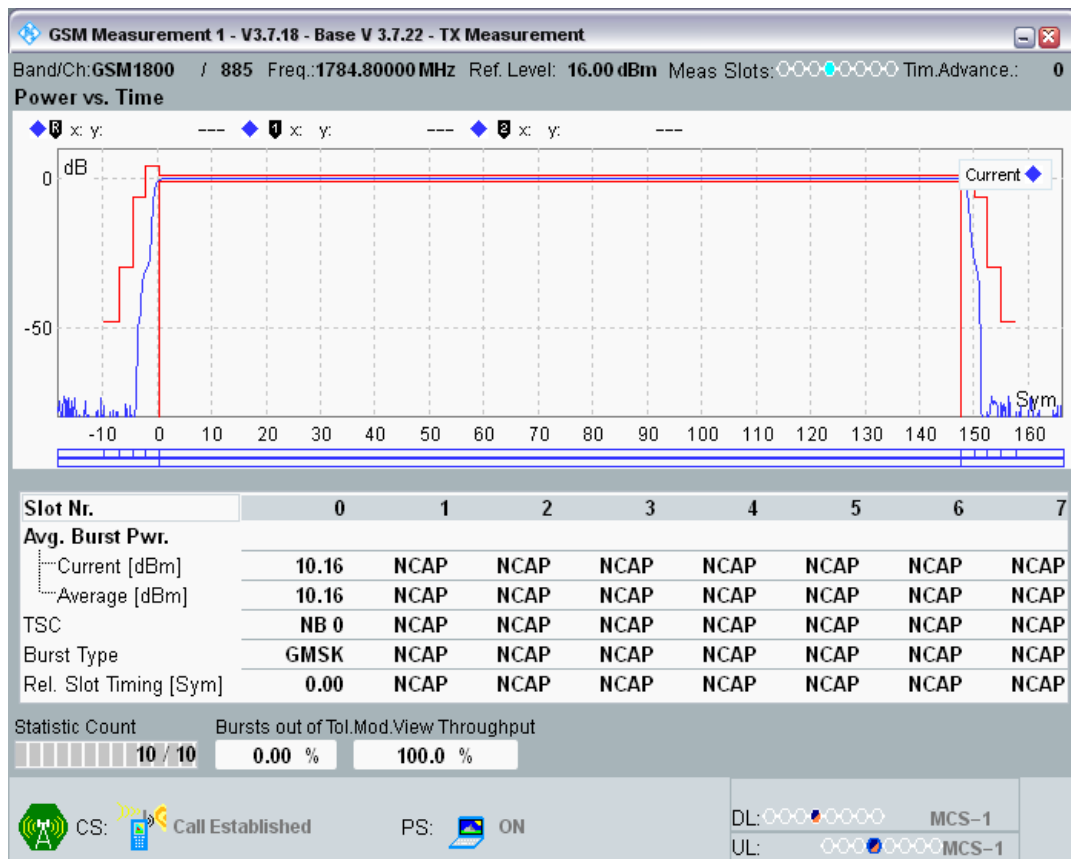 GSM Measurement 1 - V3.7.18 - Base V 3.7.22 - TX Measurement
Band/Ch:GSM1800 / 885 Freq.:1784.80000 MHz Ref. Level: 16.00 dBm Meas Slots: Tim.Advance.: 0
Power vs. Time
R x: y: --- 1 x: y: --- 2 x: y: ---
dB
0
Current
-50
Sym
-10 0 10 20 30 40 50 60 70 80 90 100 110 120 130 140 150 160
Slot Nr. 0 1 2 3 4 5 6 7
Avg. Burst Pwr.
Current [dBm] 10.16 NCAP NCAP NCAP NCAP NCAP NCAP NCAP
Average [dBm] 10.16 NCAP NCAP NCAP NCAP NCAP NCAP NCAP
TSC NB 0 NCAP NCAP NCAP NCAP NCAP NCAP NCAP
Burst Type GMSK NCAP NCAP NCAP NCAP NCAP NCAP NCAP
Rel. Slot Timing [Sym] 0.00 NCAP NCAP NCAP NCAP NCAP NCAP NCAP
Statistic Count Bursts out of Tol.Mod.View Throughput
10 / 10 0.00 % 100.0 %
CS: Call Established PS: ON
DL: MCS-1
UL: MCS-1